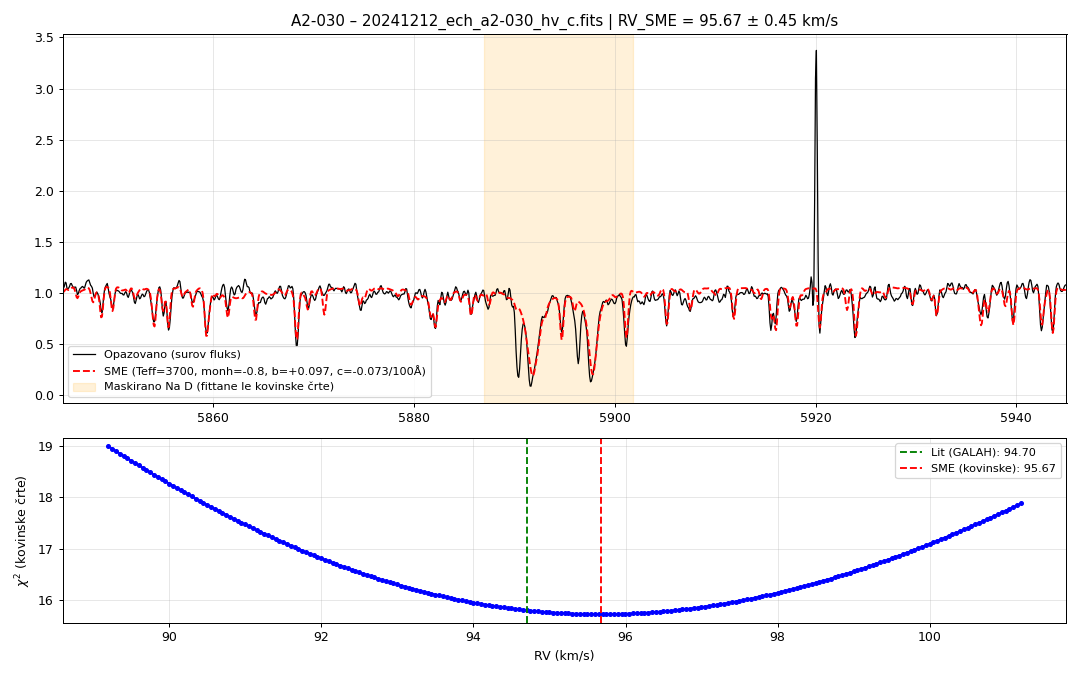 A2-030 – 20241212_ech_a2-030_hv_c.fits | RV_SME = 95.67 ± 0.45 km/s
3.5
3.0
2.5
2.0
1.5
1.0
0.5
0.0
Opazovano (surov fluks)
SME (Teff=3700, monh=-0.8, b=+0.097, c=-0.073/100Å)
Maskirano Na D (fittane le kovinske črte)
5860 5880 5900 5920 5940
19
18
17
16
χ² (kovinske črte)
Lit (GALAH): 94.70
SME (kovinske): 95.67
90 92 94 96 98 100
RV (km/s)